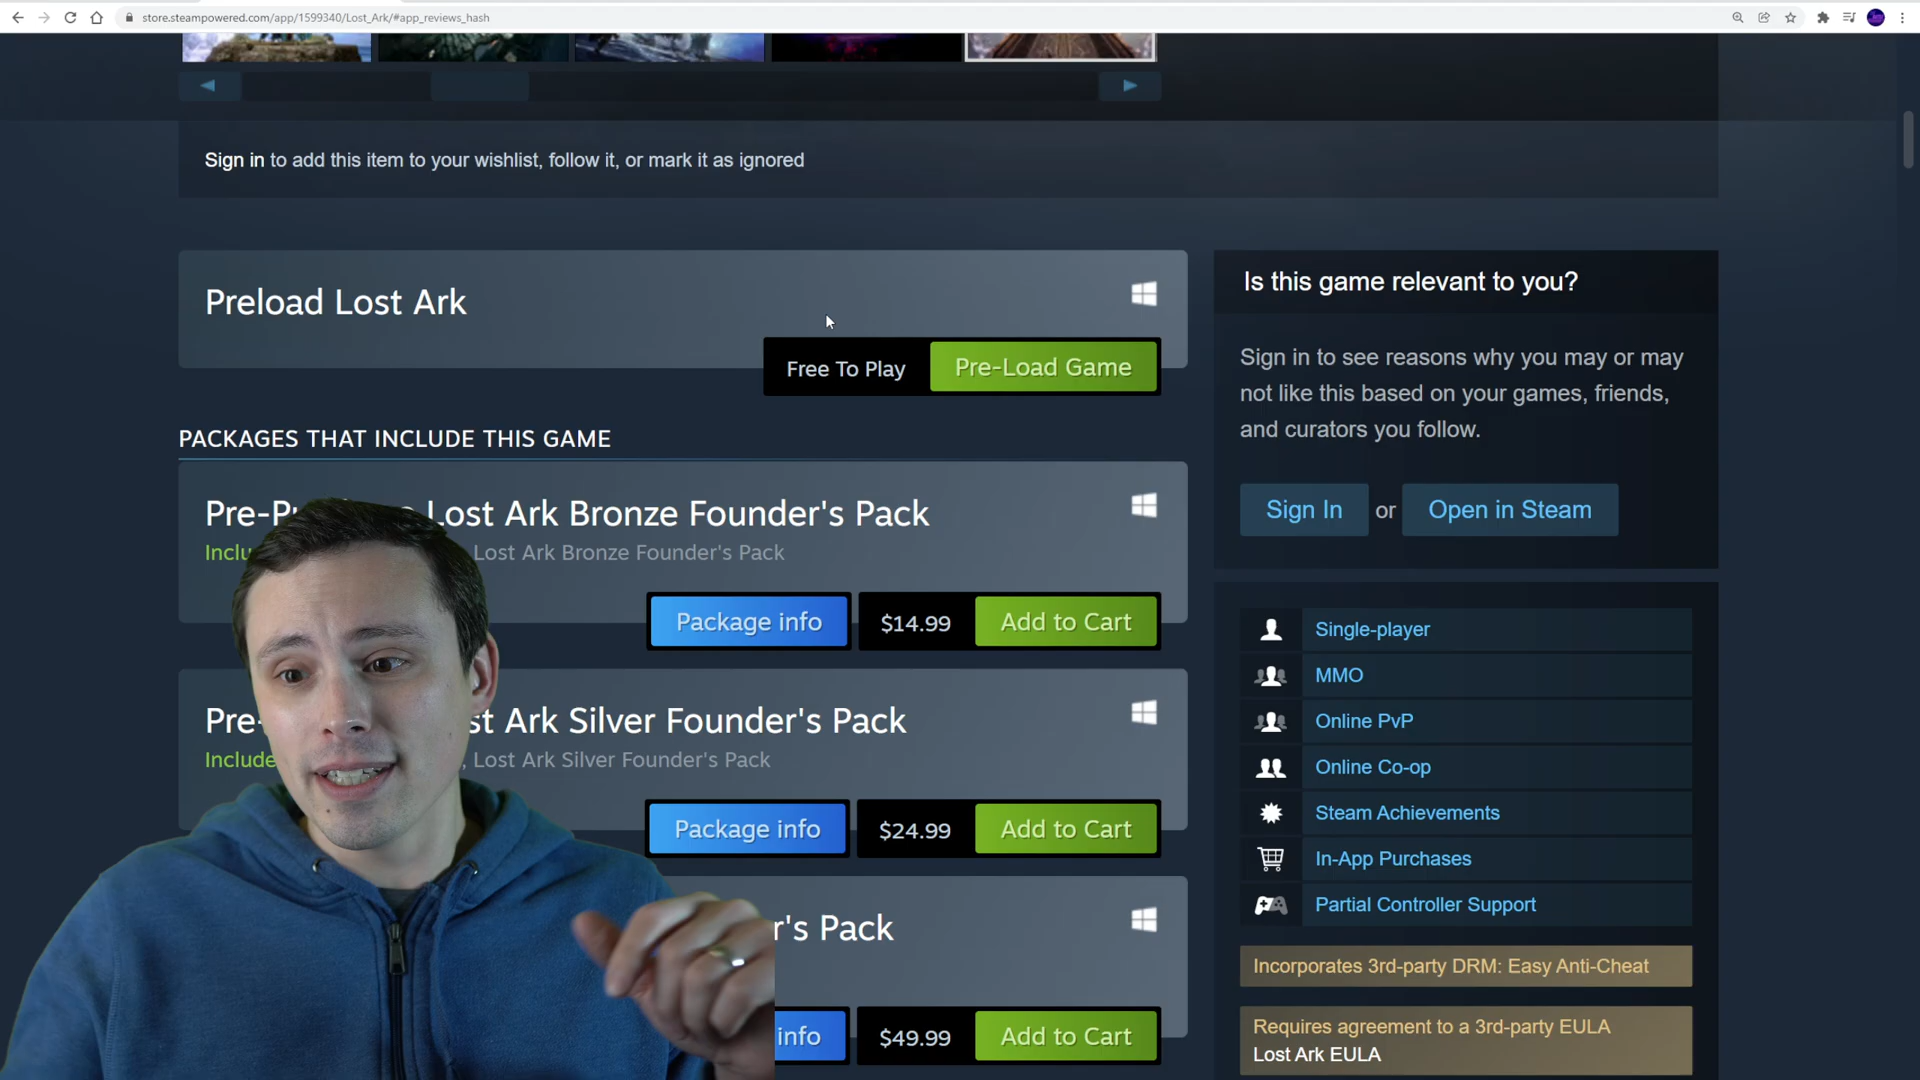 store.steampowered.com/app/1599340/Lost_Ark/#app_reviews_hash
Sign in to add this item to your wishlist, follow it, or mark it as ignored
Preload Lost Ark
Free To Play
Pre-Load Game
PACKAGES THAT INCLUDE THIS GAME
Lost Ark Bronze Founder's Pack
Lost Ark Bronze Founder's Pack
Package info
$14.99
Add to Cart
Ark Silver Founder's Pack
Lost Ark Silver Founder's Pack
Package info
$24.99
Add to Cart
Pack
info
$49.99
Add to Cart
Is this game relevant to you?
Sign in to see reasons why you may or may
not like this based on your games, friends,
and curators you follow.
Sign In or Open in Steam
Single-player
MMO
Online PvP
Online Co-op
Steam Achievements
In-App Purchases
Partial Controller Support
Incorporates 3rd-party DRM: Easy Anti-Cheat
Requires agreement to a 3rd-party EULA
Lost Ark EULA